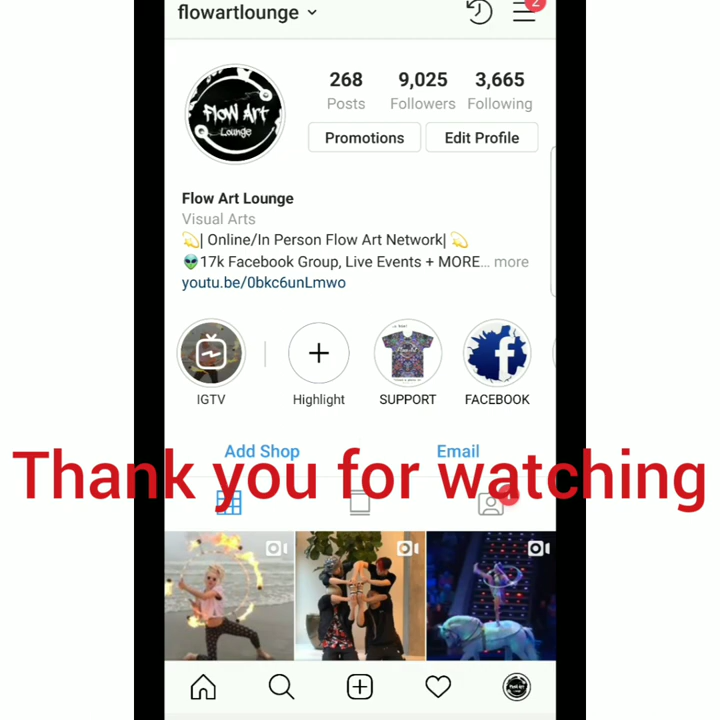 flowartlounge
2
Flow Art
Lounge
268 9,025 3,665
Posts Followers Following
Promotions Edit Profile
Flow Art Lounge
Visual Arts
💫| Online/In Person Flow Art Network| 💫
👽17k Facebook Group, Live Events + MORE... more
youtu.be/0bkc6unLmwo
IGTV Highlight SUPPORT FACEBOOK
Add Shop Email
Thank you for watching